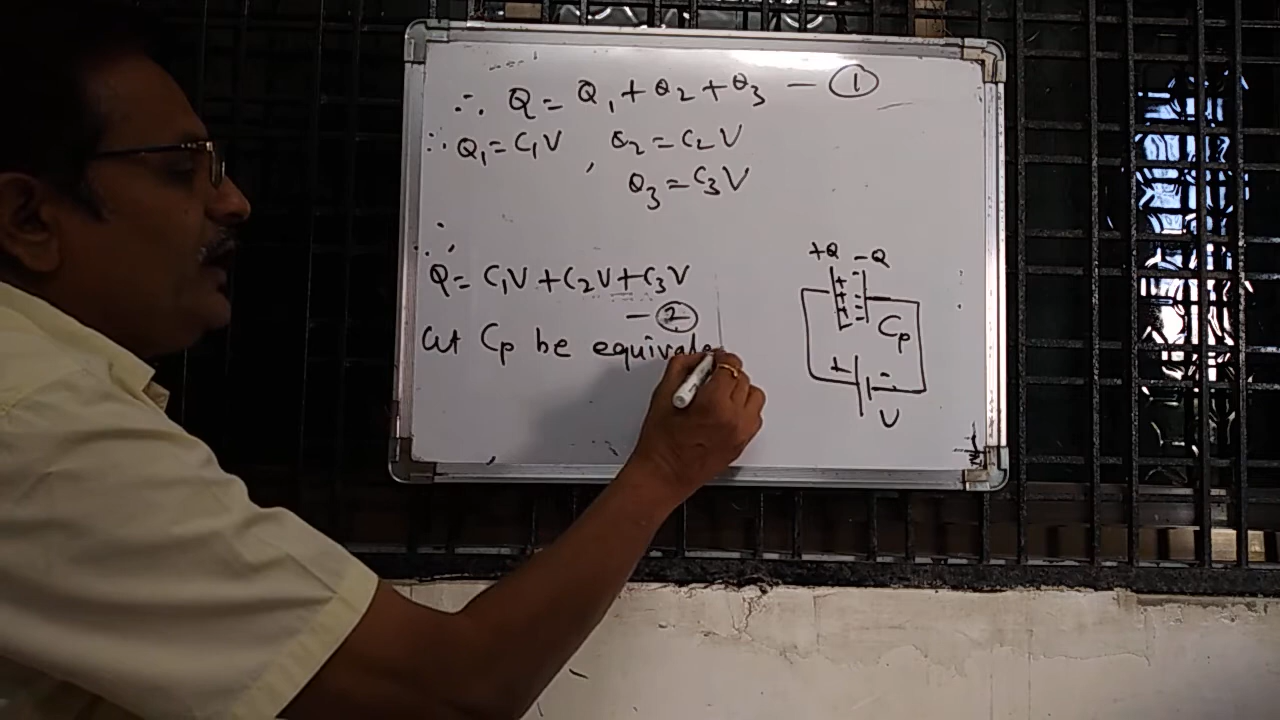 ∴ Q = Q₁ + Q₂ + Q₃ — ①
∵ Q₁ = C₁V , Q₂ = C₂V
Q₃ = C₃V
∴
Q = C₁V + C₂V + C₃V
— ②
Let Cp be equivale
+Q -Q
+ -
+ -
+ -
Cp
+ -
V